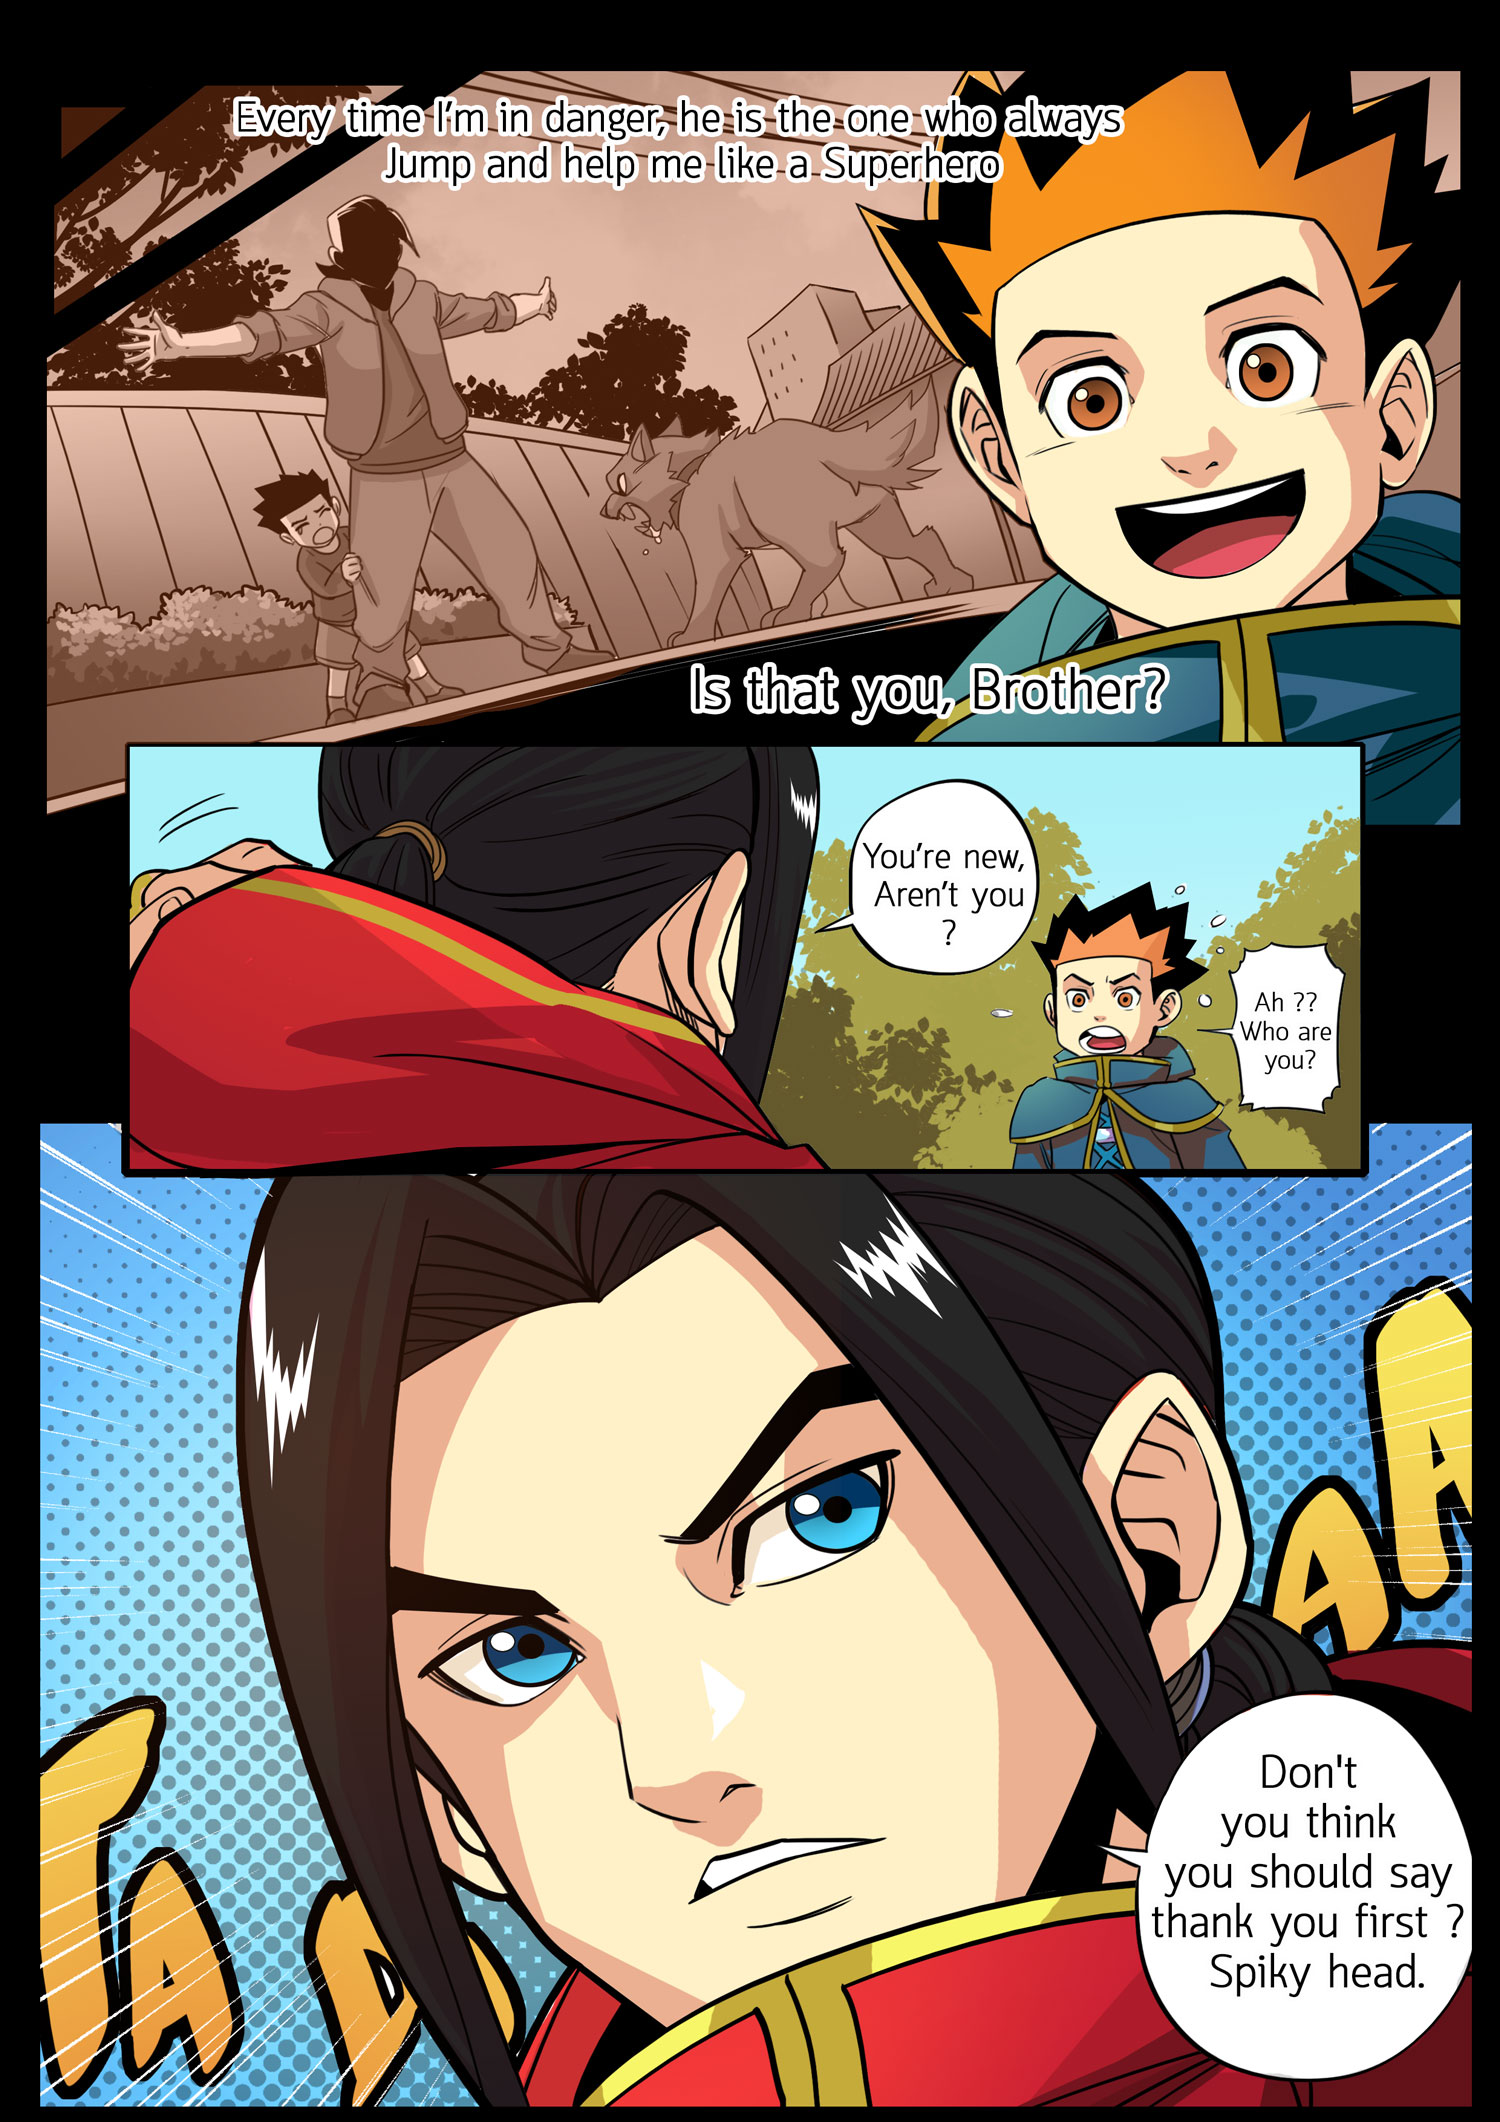 Every time I'm in danger, he is the one who always
Jump and help me like a Superhero
Is that you, Brother?
You're new,
Aren't you
?
Ah ??
Who are
you?
TA DAAA
Don't
you think
you should say
thank you first ?
Spiky head.